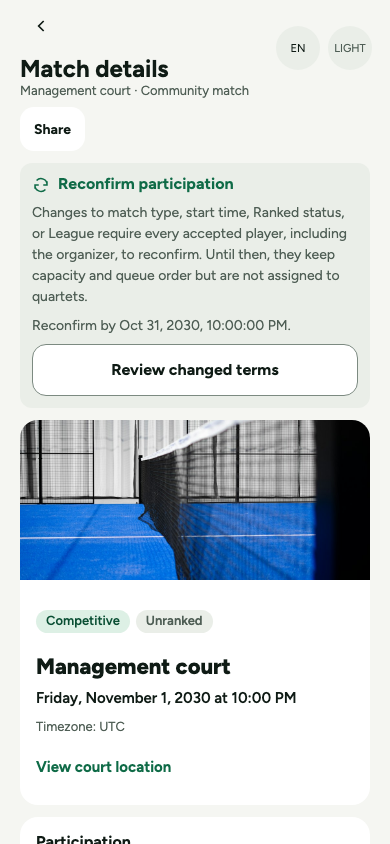 EN
LIGHT
Match details
Management court · Community match
Share
Reconfirm participation
Changes to match type, start time, Ranked status,
or League require every accepted player, including
the organizer, to reconfirm. Until then, they keep
capacity and queue order but are not assigned to
quartets.
Reconfirm by Oct 31, 2030, 10:00:00 PM.
Review changed terms
Competitive
Unranked
Management court
Friday, November 1, 2030 at 10:00 PM
Timezone: UTC
View court location
Participation